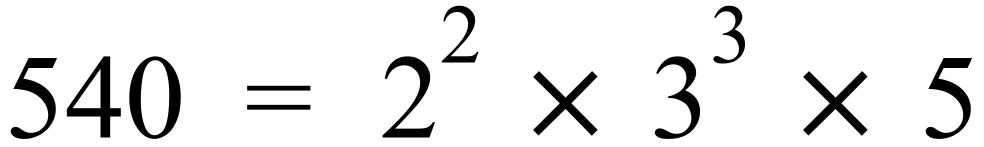 540 = 2² × 3³ × 5